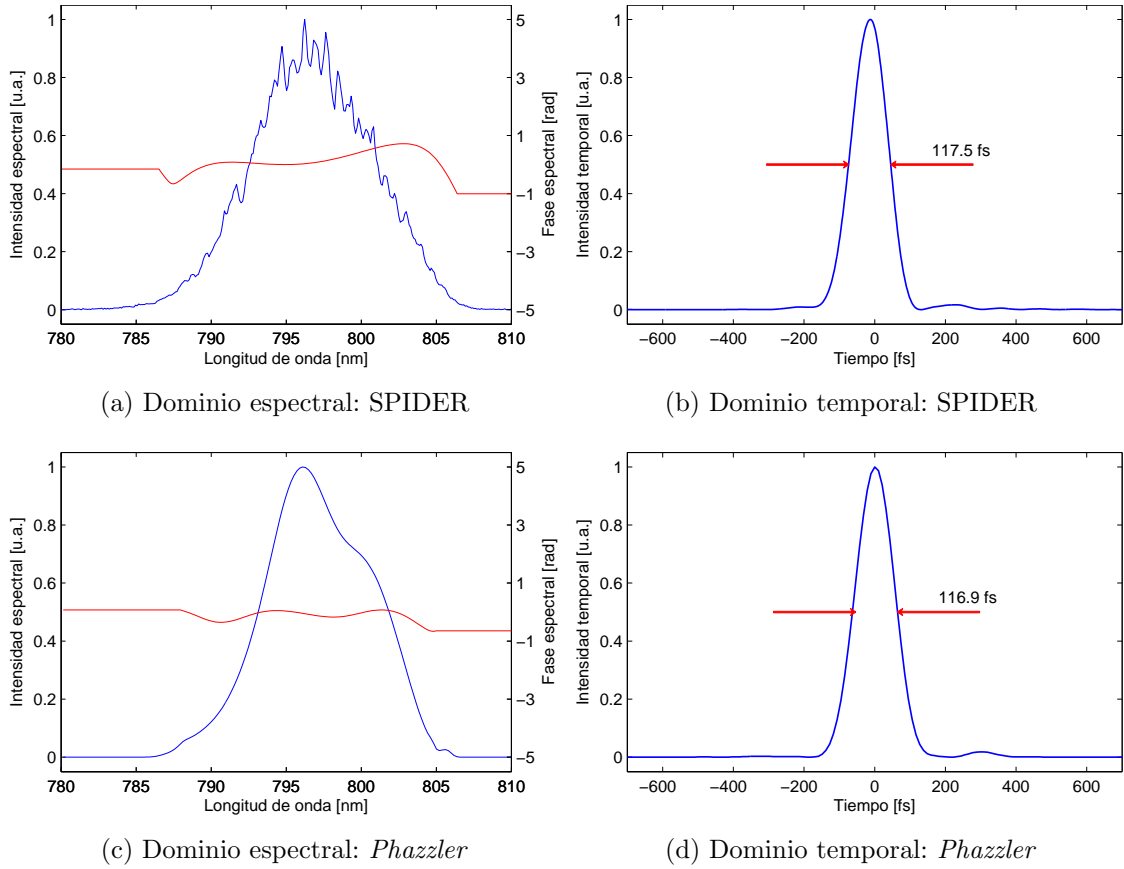 Intensidad espectral [u.a.]
1
0.8
0.6
0.4
0.2
0
5
3
1
−1
−3
−5
Fase espectral [rad]
780 785 790 795 800 805 810
Longitud de onda [nm]
(a) Dominio espectral: SPIDER
Intensidad temporal [u.a.]
1
0.8
0.6
0.4
0.2
0
117.5 fs
−600 −400 −200 0 200 400 600
Tiempo [fs]
(b) Dominio temporal: SPIDER
Intensidad espectral [u.a.]
1
0.8
0.6
0.4
0.2
0
5
3
1
−1
−3
−5
Fase espectral [rad]
780 785 790 795 800 805 810
Longitud de onda [nm]
(c) Dominio espectral: Phazzler
Intensidad temporal [u.a.]
1
0.8
0.6
0.4
0.2
0
116.9 fs
−600 −400 −200 0 200 400 600
Tiempo [fs]
(d) Dominio temporal: Phazzler